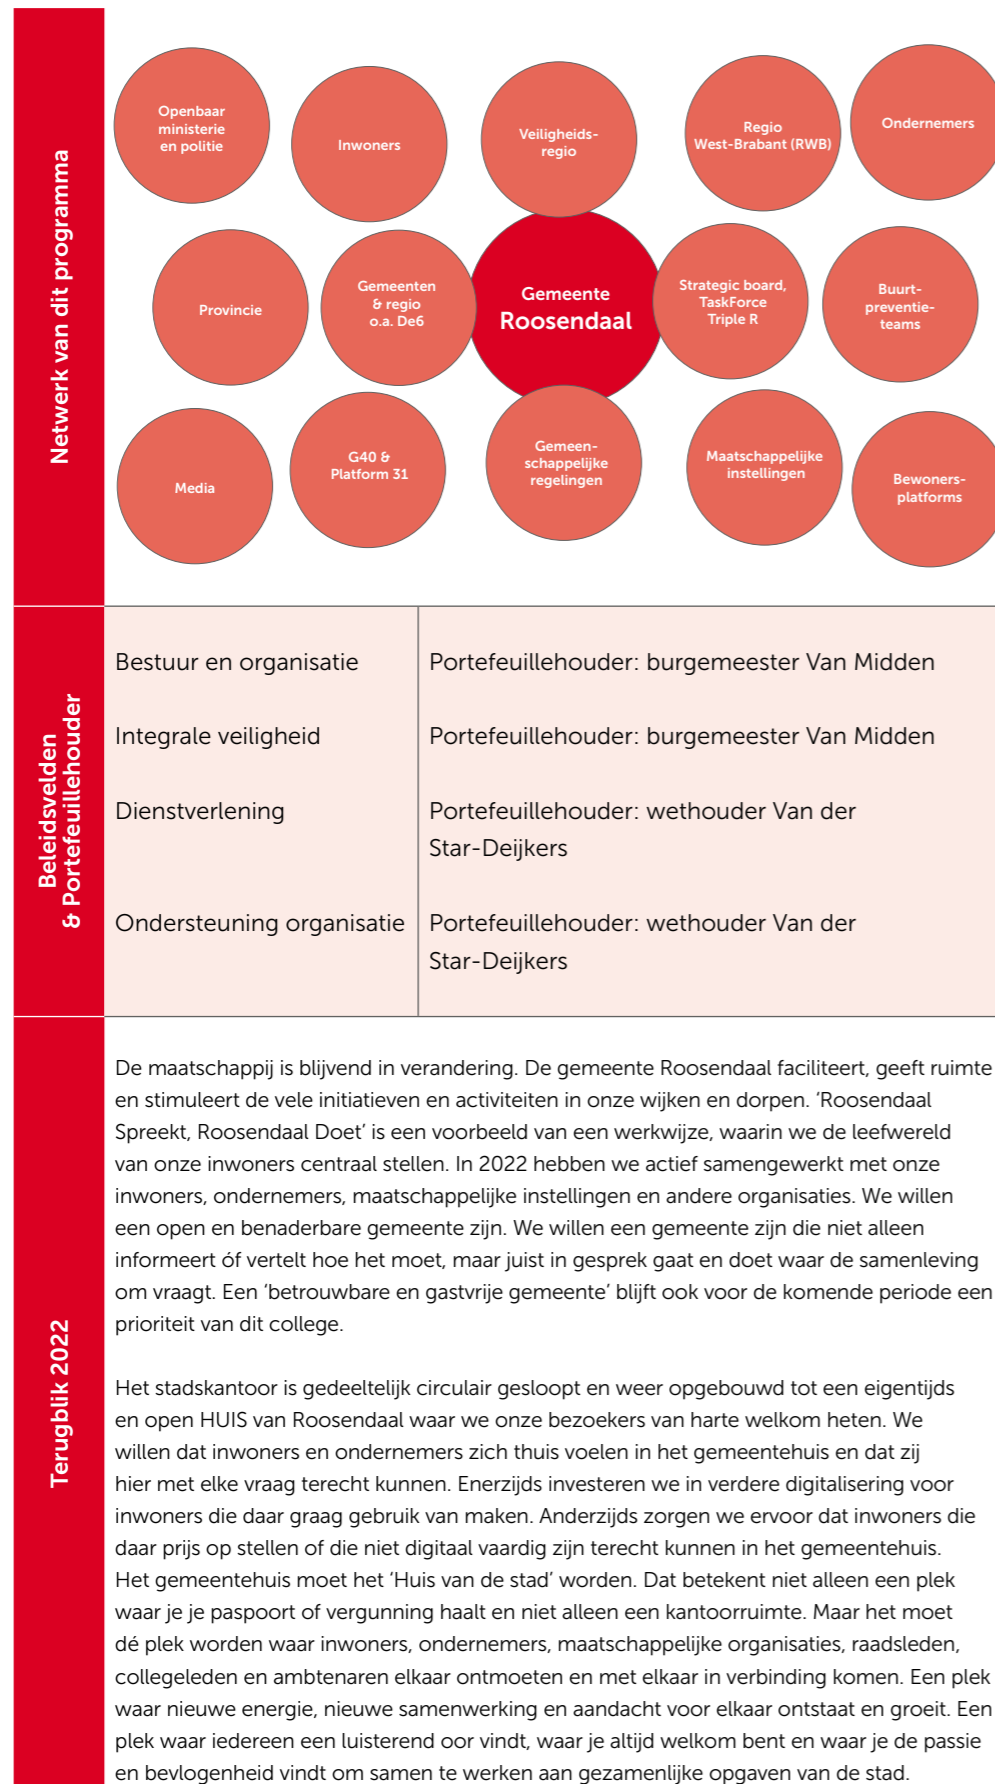 Netwerk van dit programma
Openbaar
ministerie
en politie
Inwoners
Veiligheids-
regio
Regio
West-Brabant (RWB)
Ondernemers
Provincie
Gemeenten
& regio
o.a. De6
Gemeente
Roosendaal
Strategic board,
TaskForce
Triple R
Buurt-
preventie-
teams
Media
G40 &
Platform 31
Gemeen-
schappelijke
regelingen
Maatschappelijke
instellingen
Bewoners-
platforms
Beleidsvelden
& Portefeuillehouder
Bestuur en organisatie
Portefeuillehouder: burgemeester Van Midden
Integrale veiligheid
Portefeuillehouder: burgemeester Van Midden
Dienstverlening
Portefeuillehouder: wethouder Van der
Star-Deijkers
Ondersteuning organisatie
Portefeuillehouder: wethouder Van der
Star-Deijkers
Terugblik 2022
De maatschappij is blijvend in verandering. De gemeente Roosendaal faciliteert, geeft ruimte
en stimuleert de vele initiatieven en activiteiten in onze wijken en dorpen. ‘Roosendaal
Spreekt, Roosendaal Doet’ is een voorbeeld van een werkwijze, waarin we de leefwereld
van onze inwoners centraal stellen. In 2022 hebben we actief samengewerkt met onze
inwoners, ondernemers, maatschappelijke instellingen en andere organisaties. We willen
een open en benaderbare gemeente zijn. We willen een gemeente zijn die niet alleen
informeert óf vertelt hoe het moet, maar juist in gesprek gaat en doet waar de samenleving
om vraagt. Een ‘betrouwbare en gastvrije gemeente’ blijft ook voor de komende periode een
prioriteit van dit college.
Het stadskantoor is gedeeltelijk circulair gesloopt en weer opgebouwd tot een eigentijds
en open HUIS van Roosendaal waar we onze bezoekers van harte welkom heten. We
willen dat inwoners en ondernemers zich thuis voelen in het gemeentehuis en dat zij
hier met elke vraag terecht kunnen. Enerzijds investeren we in verdere digitalisering voor
inwoners die daar graag gebruik van maken. Anderzijds zorgen we ervoor dat inwoners die
daar prijs op stellen of die niet digitaal vaardig zijn terecht kunnen in het gemeentehuis.
Het gemeentehuis moet het ‘Huis van de stad’ worden. Dat betekent niet alleen een plek
waar je je paspoort of vergunning haalt en niet alleen een kantoorruimte. Maar het moet
dé plek worden waar inwoners, ondernemers, maatschappelijke organisaties, raadsleden,
collegeleden en ambtenaren elkaar ontmoeten en met elkaar in verbinding komen. Een plek
waar nieuwe energie, nieuwe samenwerking en aandacht voor elkaar ontstaat en groeit. Een
plek waar iedereen een luisterend oor vindt, waar je altijd welkom bent en waar je de passie
en bevlogenheid vindt om samen te werken aan gezamenlijke opgaven van de stad.